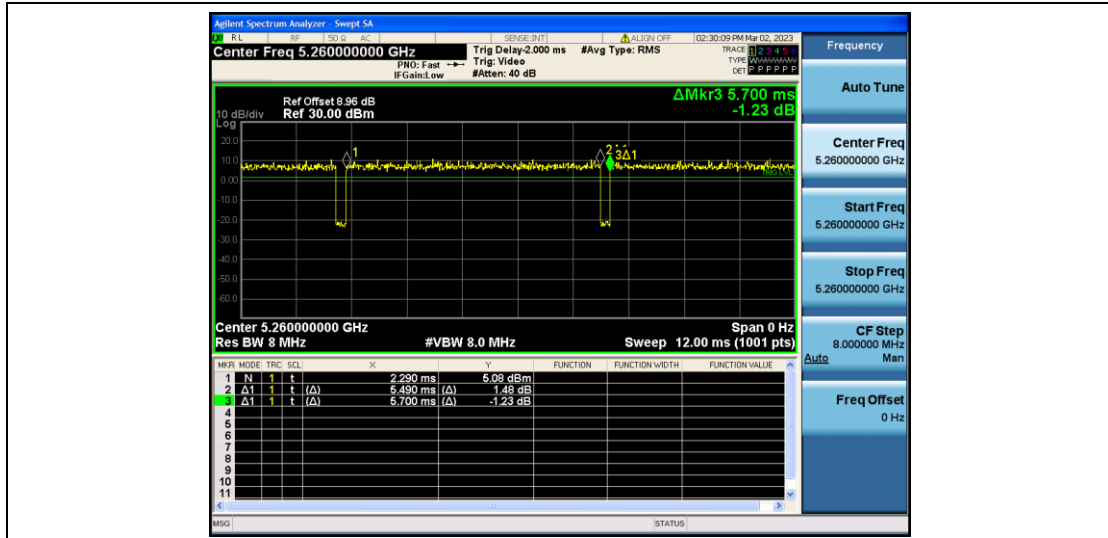 Agilent Spectrum Analyzer - Swept SA
RL RF 50 Ω AC SENSE:INT ALIGN OFF 02:30:09 PM Mar 02, 2023
Center Freq 5.260000000 GHz
PNO: Fast
IFGain:Low
Trig Delay-2.000 ms
Trig: Video
#Atten: 40 dB
#Avg Type: RMS
TRACE 1 2 3 4 5 6
TYPE
DET P P P P P P
ΔMkr3 5.700 ms
-1.23 dB
Ref Offset 8.96 dB
10 dB/div Ref 30.00 dBm
Log
20.0
10.0
0.00
-10.0
-20.0
-30.0
-40.0
-50.0
-60.0
1
3Δ1
TRIG LVL
Center 5.260000000 GHz Span 0 Hz
Res BW 8 MHz #VBW 8.0 MHz Sweep 12.00 ms (1001 pts)
MKR MODE TRC SCL X Y FUNCTION FUNCTION WIDTH FUNCTION VALUE
1 N 1 t 2.290 ms 5.08 dBm
2 Δ1 1 t (Δ) 5.490 ms (Δ) 1.48 dB
3 Δ1 1 t (Δ) 5.700 ms (Δ) -1.23 dB
4
5
6
7
8
9
10
11
MSG STATUS
Frequency
Auto Tune
Center Freq
5.260000000 GHz
Start Freq
5.260000000 GHz
Stop Freq
5.260000000 GHz
CF Step
8.000000 MHz
Auto Man
Freq Offset
0 Hz